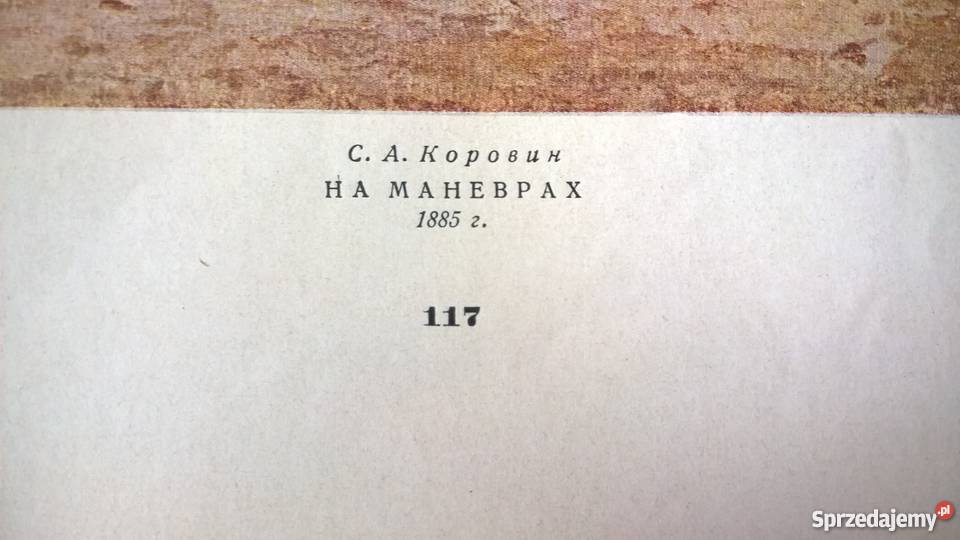 С. А. Коровин
НА МАНЕВРАХ
1885 г.
117
Sprzedajemy.pl